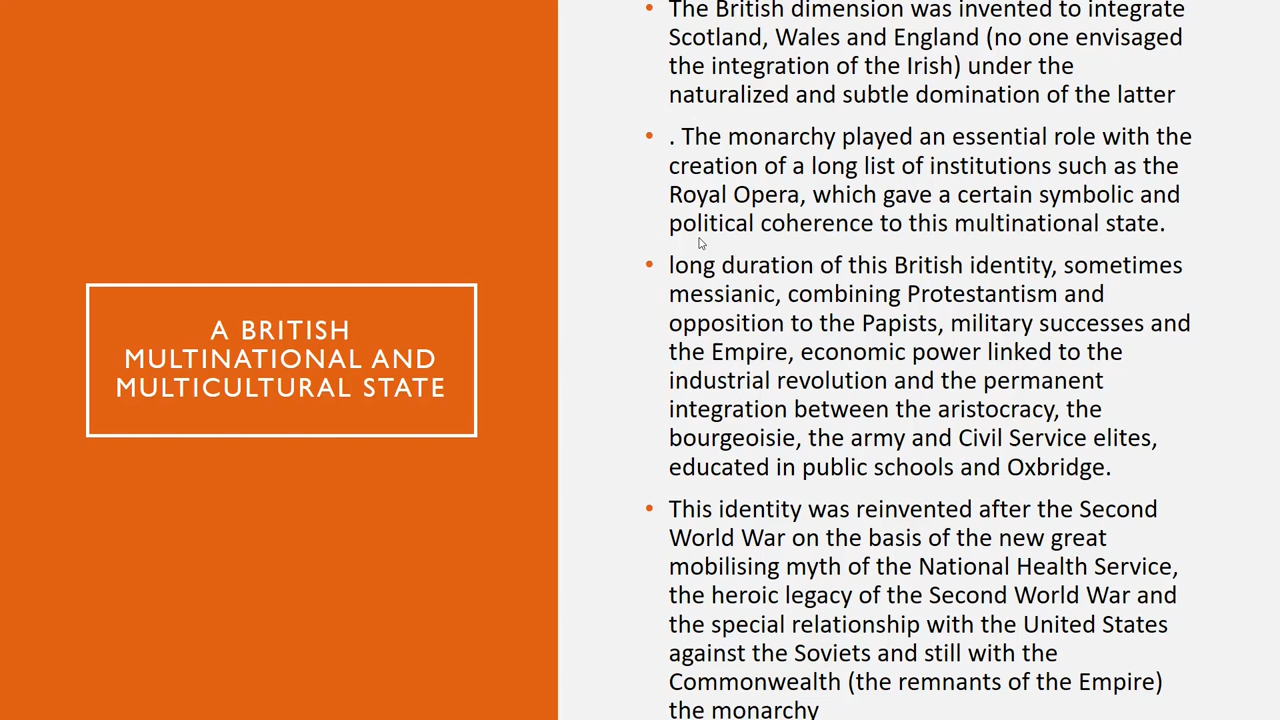 A BRITISH
MULTINATIONAL AND
MULTICULTURAL STATE
• The British dimension was invented to integrate
Scotland, Wales and England (no one envisaged
the integration of the Irish) under the
naturalized and subtle domination of the latter
• . The monarchy played an essential role with the
creation of a long list of institutions such as the
Royal Opera, which gave a certain symbolic and
political coherence to this multinational state.
• long duration of this British identity, sometimes
messianic, combining Protestantism and
opposition to the Papists, military successes and
the Empire, economic power linked to the
industrial revolution and the permanent
integration between the aristocracy, the
bourgeoisie, the army and Civil Service elites,
educated in public schools and Oxbridge.
• This identity was reinvented after the Second
World War on the basis of the new great
mobilising myth of the National Health Service,
the heroic legacy of the Second World War and
the special relationship with the United States
against the Soviets and still with the
Commonwealth (the remnants of the Empire)
the monarchy